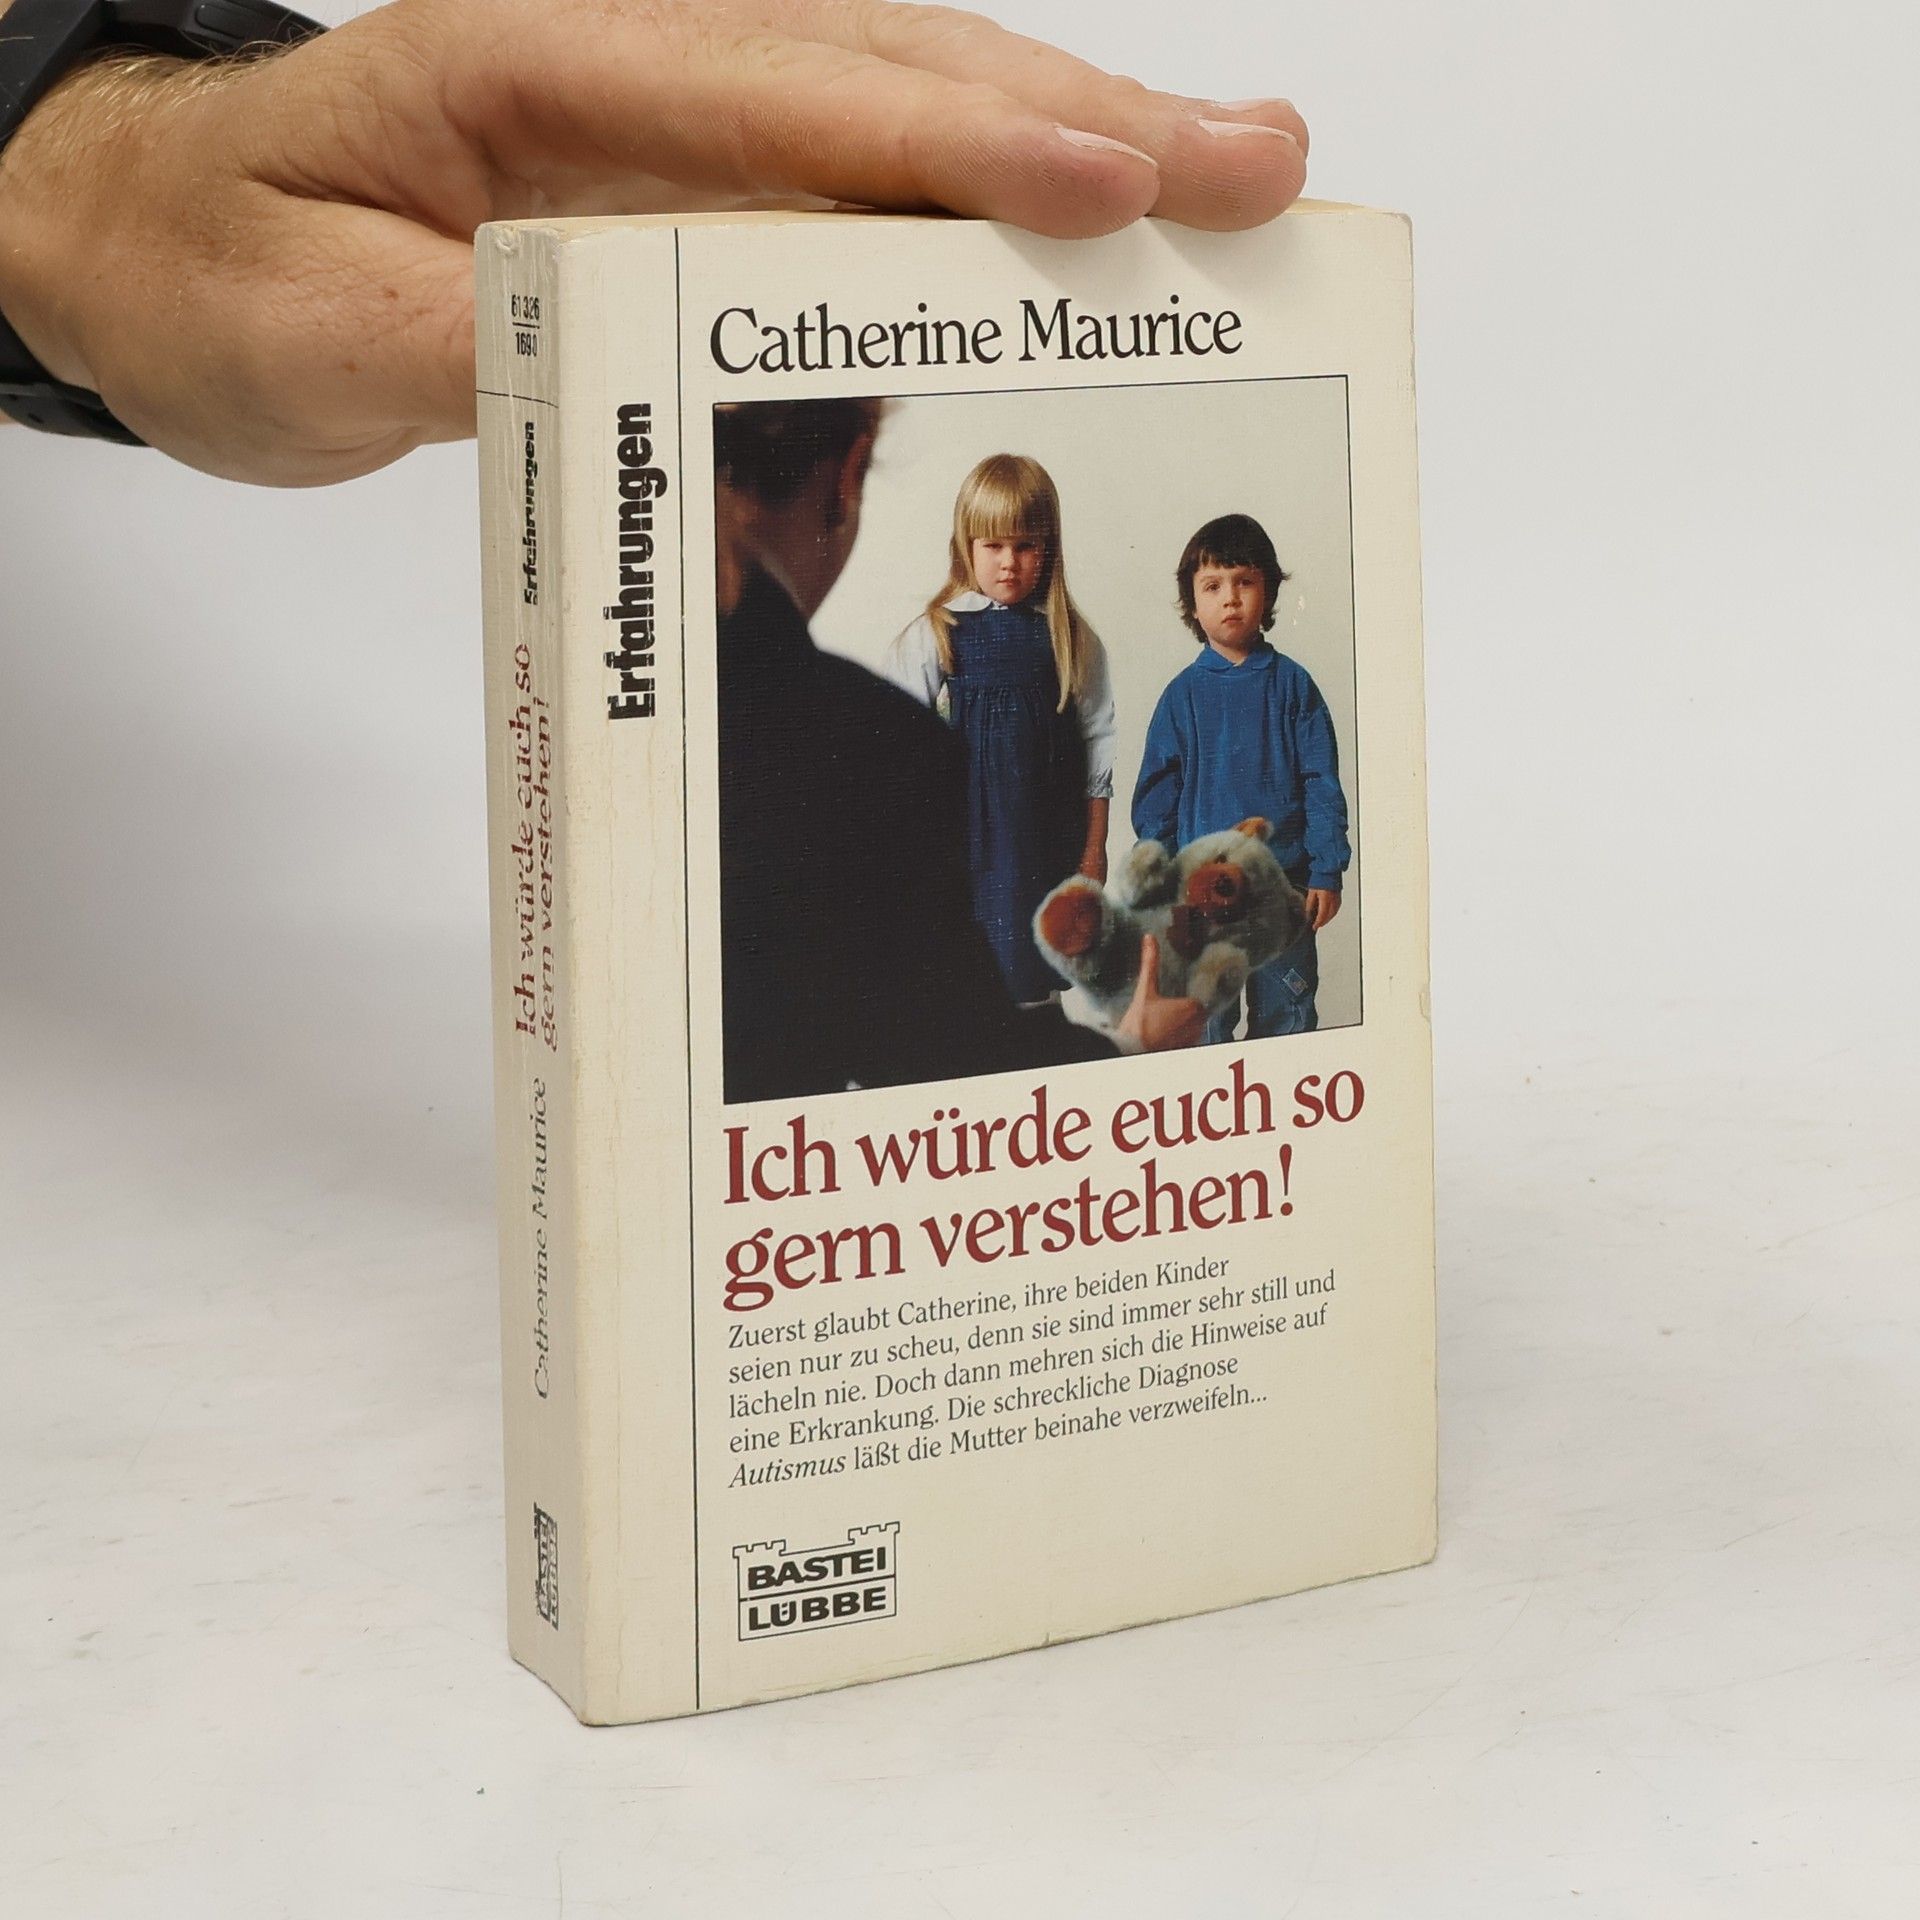 61 326
1690
Erfahrungen
Ich würde euch so
gern verstehen!
Catherine Maurice
BASTEI
LÜBBE
Erfahrungen
Catherine Maurice
Ich würde euch so
gern verstehen!
Zuerst glaubt Catherine, ihre beiden Kinder
seien nur zu scheu, denn sie sind immer sehr still und
lächeln nie. Doch dann mehren sich die Hinweise auf
eine Erkrankung. Die schreckliche Diagnose
Autismus läßt die Mutter beinahe verzweifeln...
BASTEI
LÜBBE